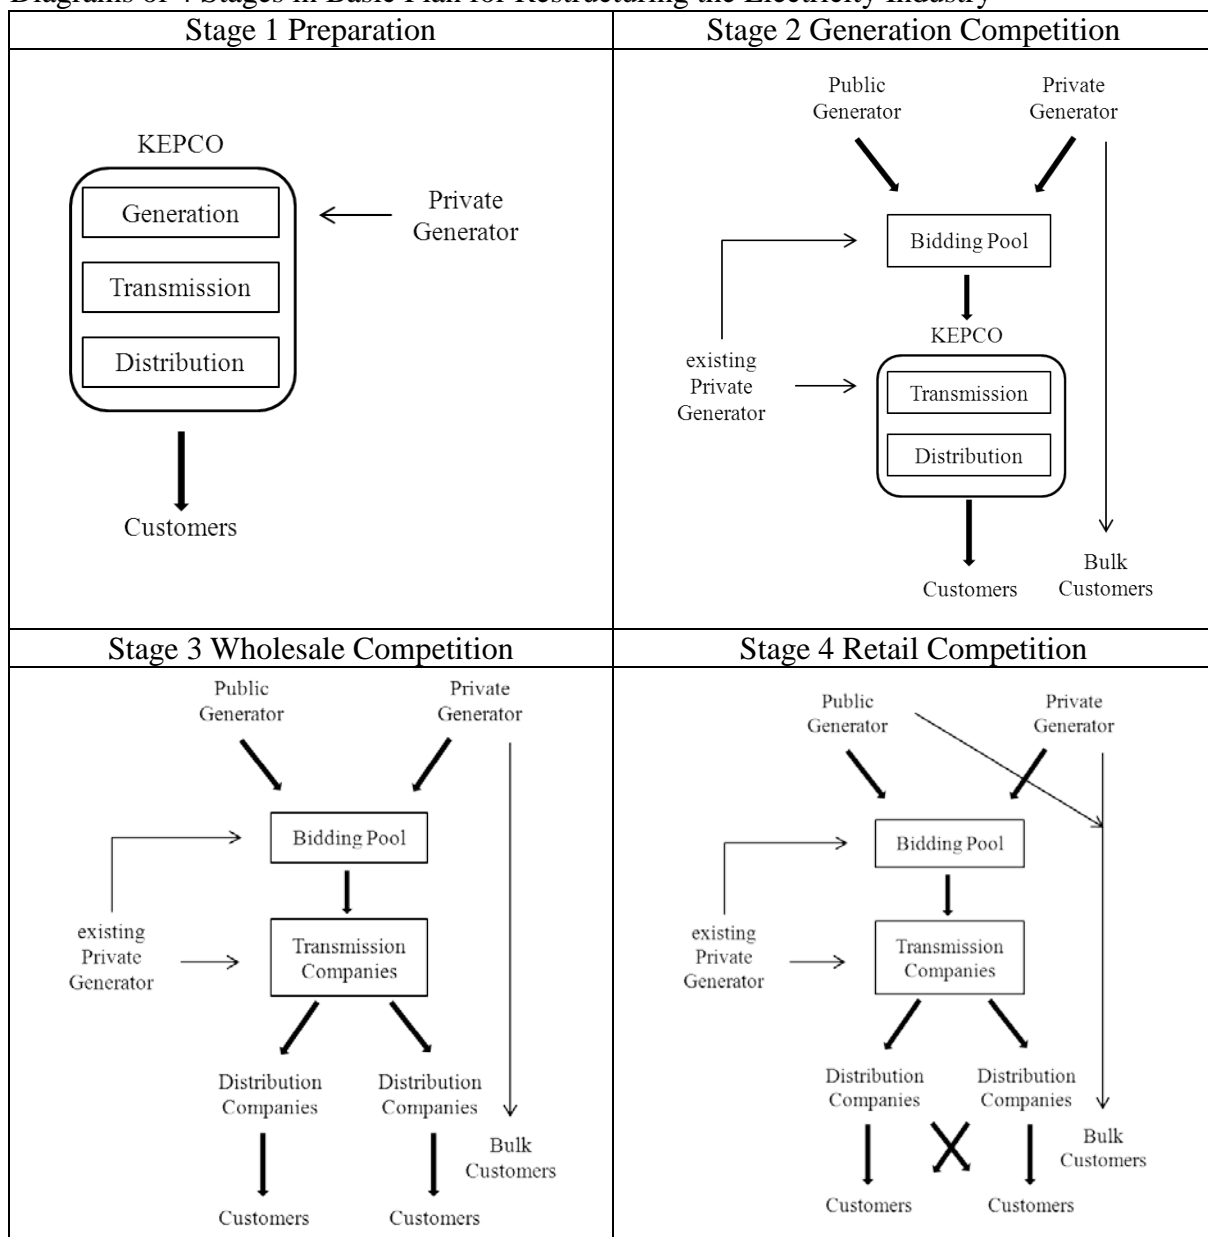 Diagrams of 4 Stages in Basic Plan for Restructuring the Electricity Industry
Stage 1 Preparation
KEPCO
Generation
Transmission
Distribution
Private
Generator
Customers
Stage 2 Generation Competition
Public
Generator
Private
Generator
Bidding Pool
KEPCO
existing
Private
Generator
Transmission
Distribution
Customers
Bulk
Customers
Stage 3 Wholesale Competition
Public
Generator
Private
Generator
Bidding Pool
existing
Private
Generator
Transmission
Companies
Distribution
Companies
Distribution
Companies
Bulk
Customers
Customers
Customers
Stage 4 Retail Competition
Public
Generator
Private
Generator
Bidding Pool
existing
Private
Generator
Transmission
Companies
Distribution
Companies
Distribution
Companies
Bulk
Customers
Customers
Customers